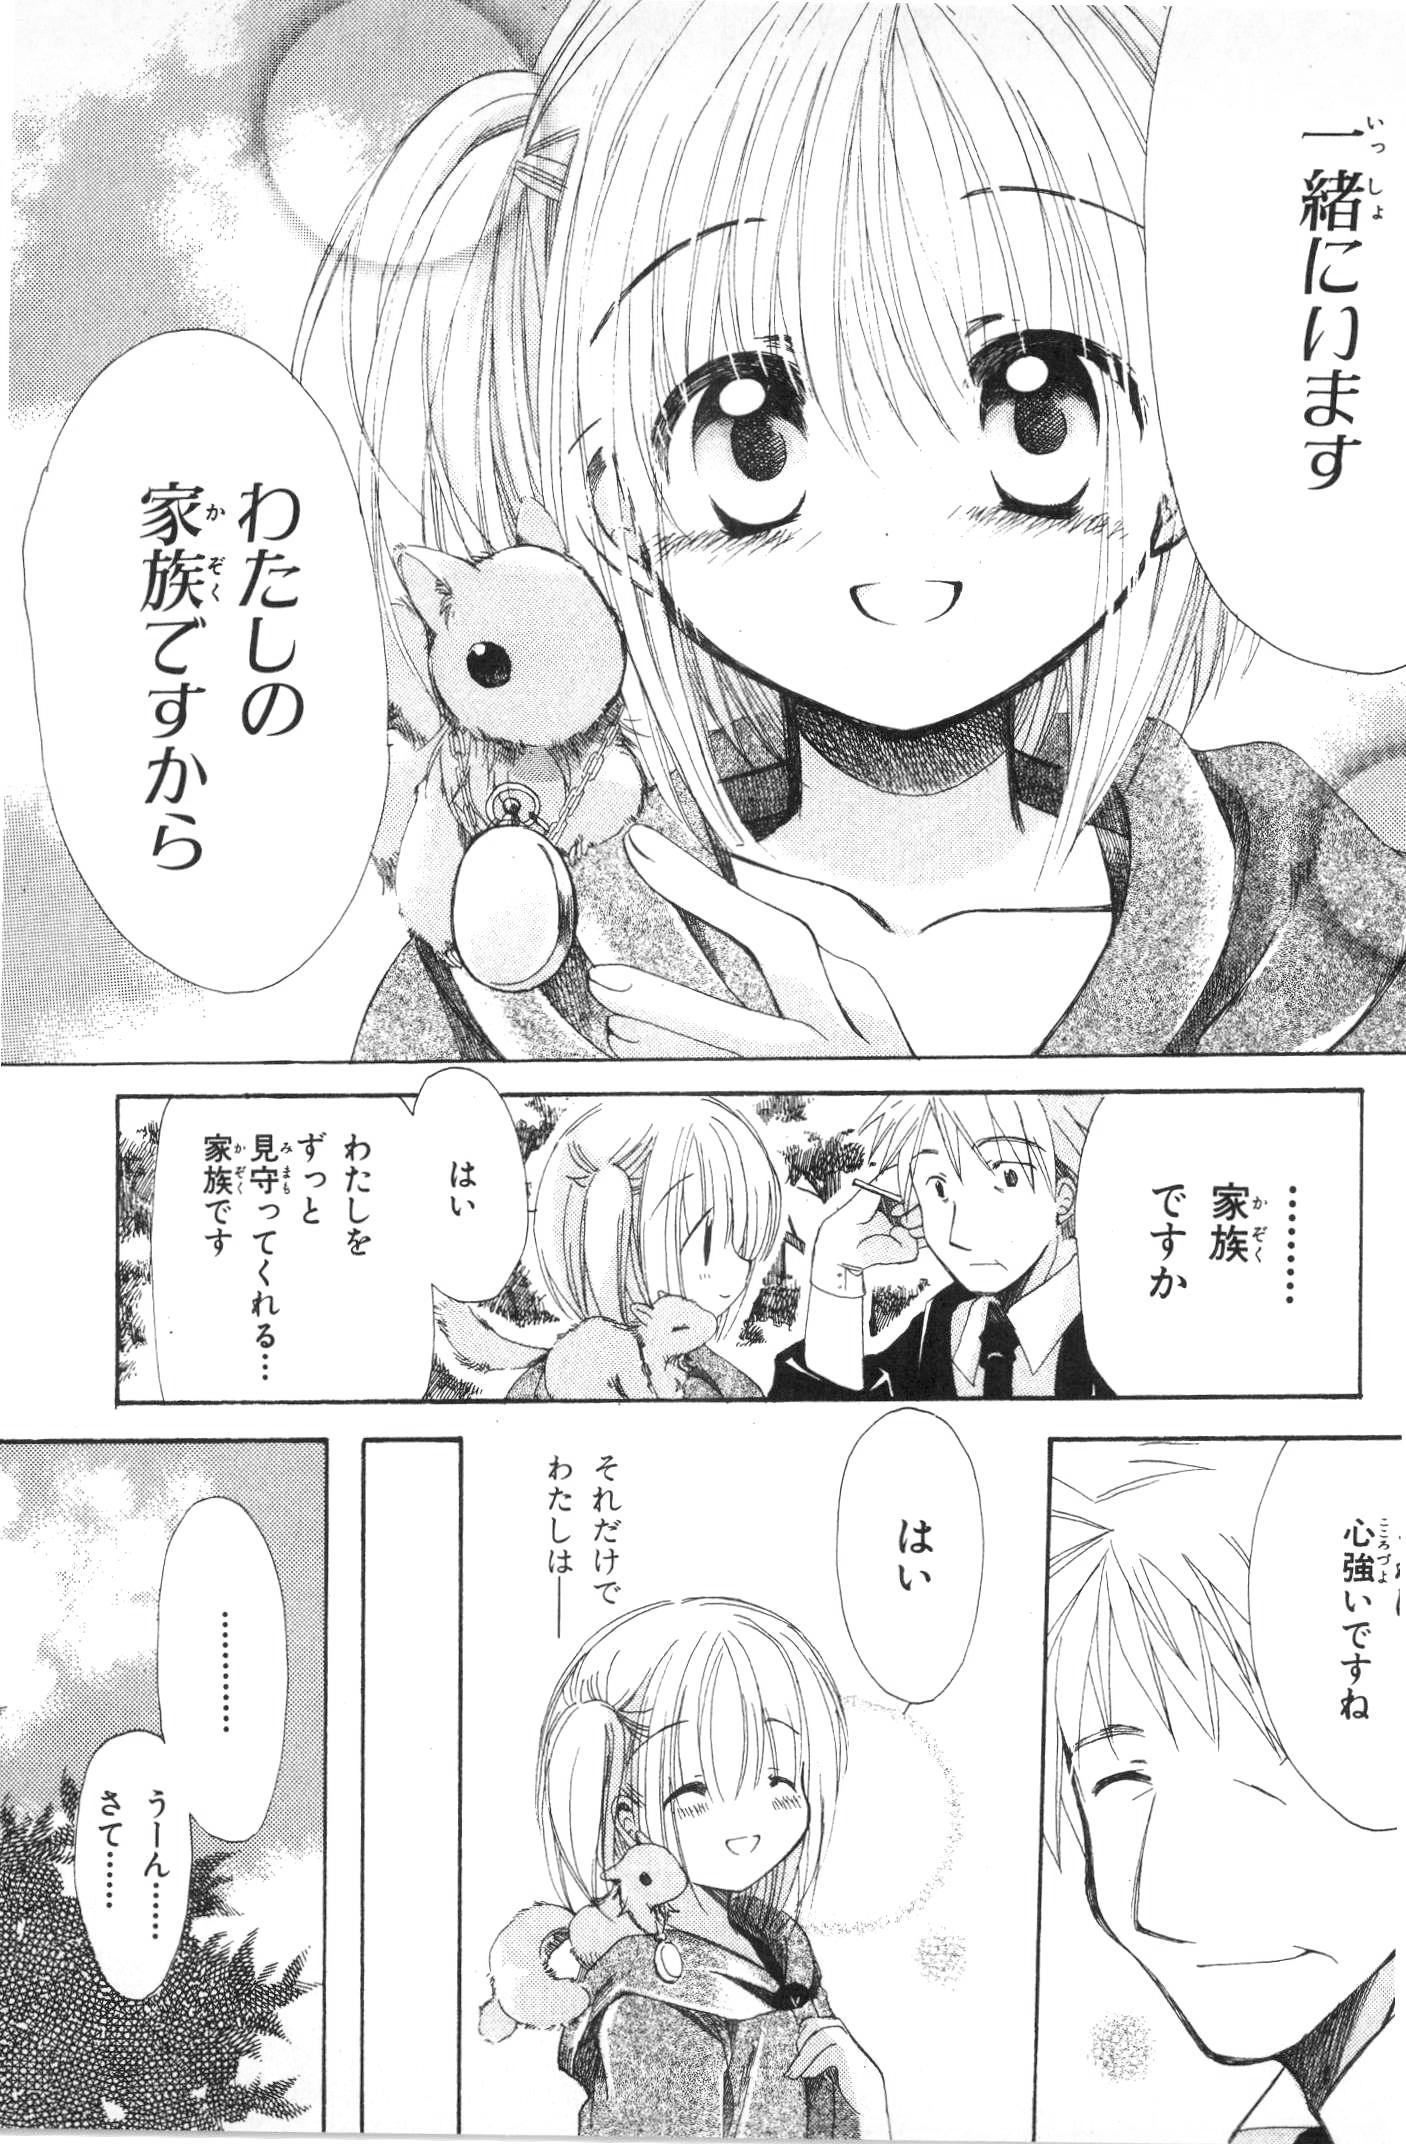 一緒にいます
わたしの
家族ですから
…………
家族
ですか
はい
わたしを
ずっと
見守ってくれる…
家族です
心強いですね
はい
それだけで
わたしは――
…………
うーん……
さて……